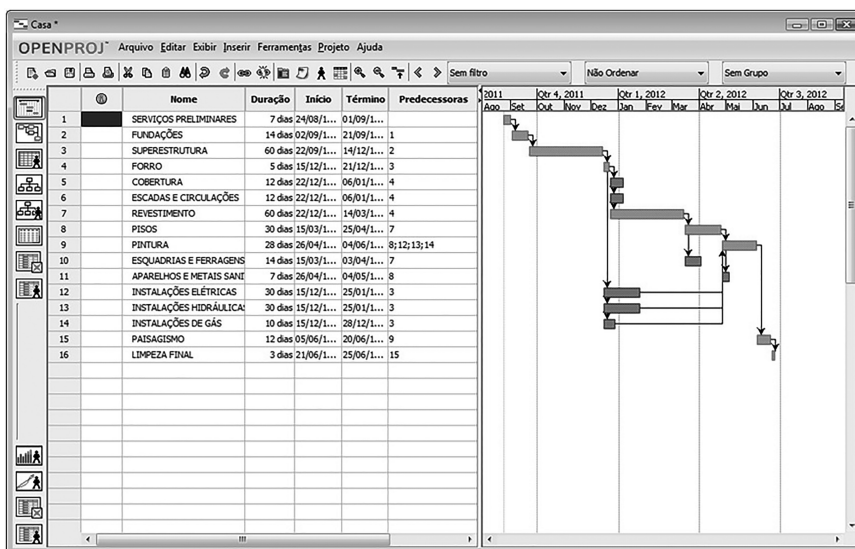 Casa *
OPENPROJ Arquivo Editar Exibir Inserir Ferramentas Projeto Ajuda
Sem filtro Não Ordenar Sem Grupo
Nome Duração Início Término Predecessoras
2011 Qtr 4, 2011 Qtr 1, 2012 Qtr 2, 2012 Qtr 3, 2012
Ago Set Out Nov Dez Jan Fev Mar Abr Mai Jun Jul Ago Se
1 SERVIÇOS PRELIMINARES 7 dias 24/08/1... 01/09/1...
2 FUNDAÇÕES 14 dias 02/09/1... 21/09/1... 1
3 SUPERESTRUTURA 60 dias 22/09/1... 14/12/1... 2
4 FORRO 5 dias 15/12/1... 21/12/1... 3
5 COBERTURA 12 dias 22/12/1... 06/01/1... 4
6 ESCADAS E CIRCULAÇÕES 12 dias 22/12/1... 06/01/1... 4
7 REVESTIMENTO 60 dias 22/12/1... 14/03/1... 4
8 PISOS 30 dias 15/03/1... 25/04/1... 7
9 PINTURA 28 dias 26/04/1... 04/06/1... 8;12;13;14
10 ESQUADRIAS E FERRAGENS 14 dias 15/03/1... 03/04/1... 7
11 APARELHOS E METAIS SANI 7 dias 26/04/1... 04/05/1... 8
12 INSTALAÇÕES ELÉTRICAS 30 dias 15/12/1... 25/01/1... 3
13 INSTALAÇÕES HIDRÁULICA 30 dias 15/12/1... 25/01/1... 3
14 INSTALAÇÕES DE GÁS 10 dias 15/12/1... 28/12/1... 3
15 PAISAGISMO 12 dias 05/06/1... 20/06/1... 9
16 LIMPEZA FINAL 3 dias 21/06/1... 25/06/1... 15